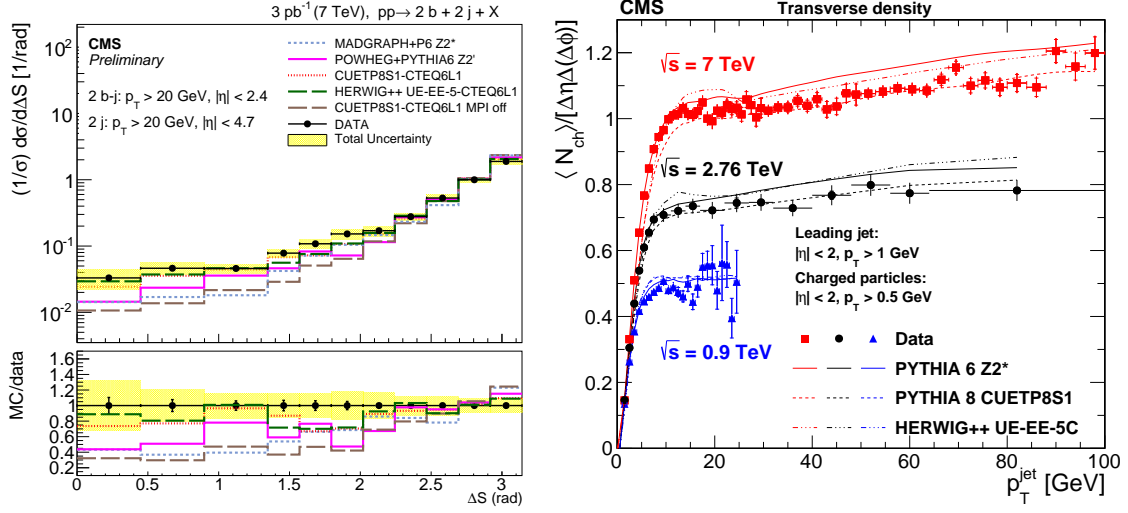 3 pb⁻¹ (7 TeV), pp→ 2 b + 2 j + X
(1/σ) dσ/dΔS [1/rad]
CMS
Preliminary
2 b-j: p_T > 20 GeV, |η| < 2.4
2 j: p_T > 20 GeV, |η| < 4.7
MADGRAPH+P6 Z2*
POWHEG+PYTHIA6 Z2'
CUETP8S1-CTEQ6L1
HERWIG++ UE-EE-5-CTEQ6L1
CUETP8S1-CTEQ6L1 MPI off
DATA
Total Uncertainty
10²
10
1
10⁻¹
10⁻²
MC/data
1.6
1.4
1.2
1.0
0.8
0.6
0.4
0.2
0 0.5 1 1.5 2 2.5 3
ΔS (rad)
CMS Transverse density
⟨ N_ch⟩/[ΔηΔ(Δϕ)]
1.2
1
0.8
0.6
0.4
0.2
0
√s = 7 TeV
√s = 2.76 TeV
√s = 0.9 TeV
Leading jet:
|η| < 2, p_T > 1 GeV
Charged particles:
|η| < 2, p_T > 0.5 GeV
Data
PYTHIA 6 Z2*
PYTHIA 8 CUETP8S1
HERWIG++ UE-EE-5C
0 20 40 60 80 100
p_T^jet [GeV]